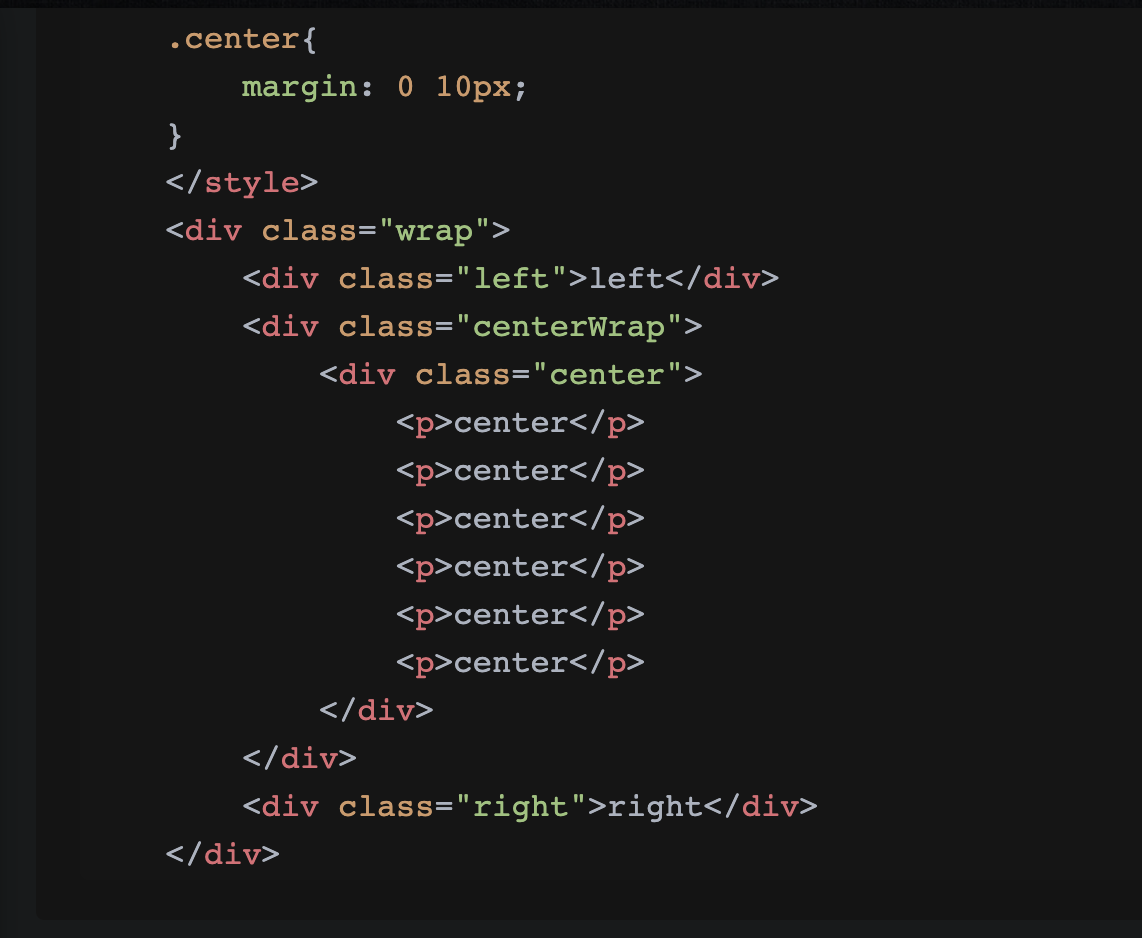 .center{
    margin: 0 10px;
}
</style>
<div class="wrap">
    <div class="left">left</div>
    <div class="centerWrap">
        <div class="center">
            <p>center</p>
            <p>center</p>
            <p>center</p>
            <p>center</p>
            <p>center</p>
            <p>center</p>
        </div>
    </div>
    <div class="right">right</div>
</div>